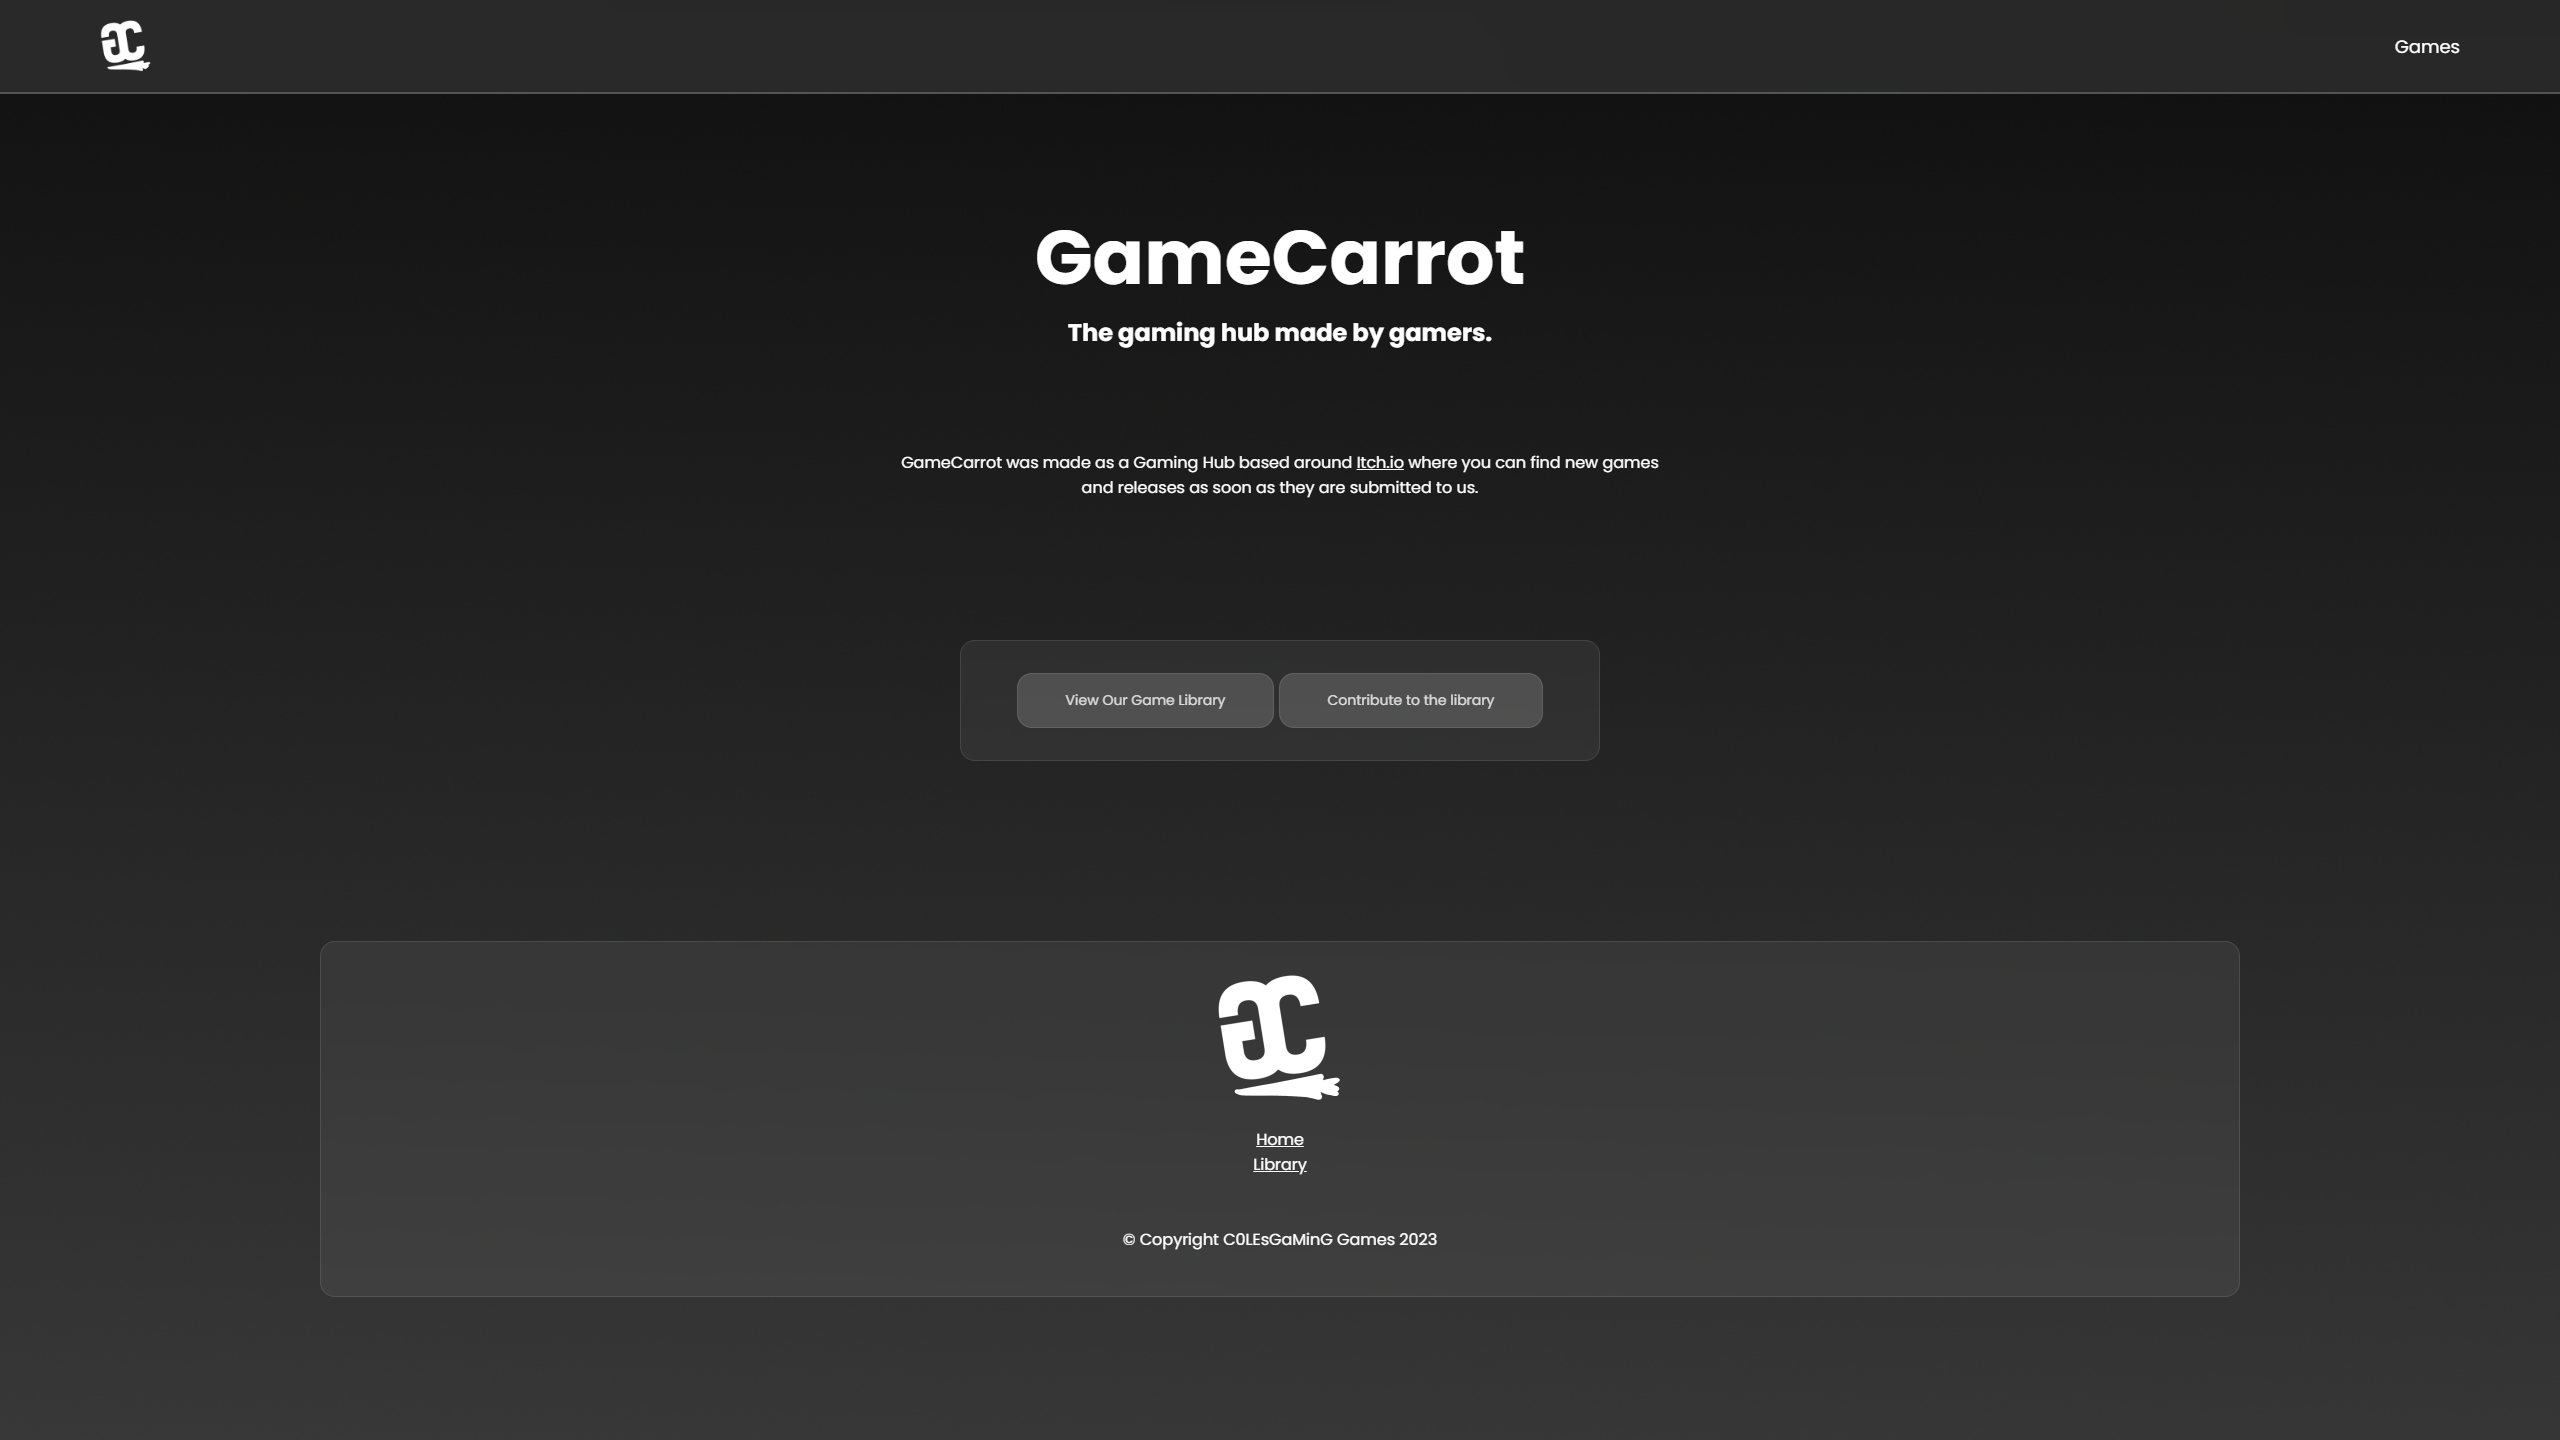 GC
Games
GameCarrot
The gaming hub made by gamers.
GameCarrot was made as a Gaming Hub based around Itch.io where you can find new games
and releases as soon as they are submitted to us.
View Our Game Library
Contribute to the library
GC
Home
Library
© Copyright C0LEsGaMinG Games 2023